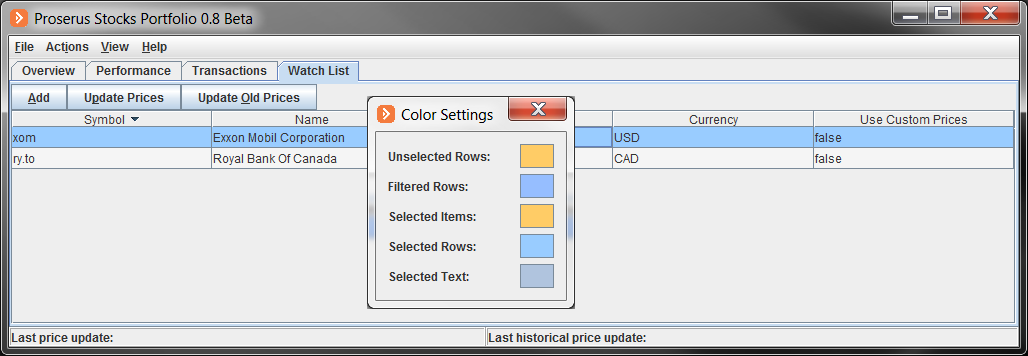 Proserus Stocks Portfolio 0.8 Beta
File Actions View Help
Overview Performance Transactions Watch List
Add Update Prices Update Old Prices
Symbol Name Currency Use Custom Prices
xom Exxon Mobil Corporation USD false
ry.to Royal Bank Of Canada CAD false
Color Settings
Unselected Rows:
Filtered Rows:
Selected Items:
Selected Rows:
Selected Text:
Last price update: Last historical price update: